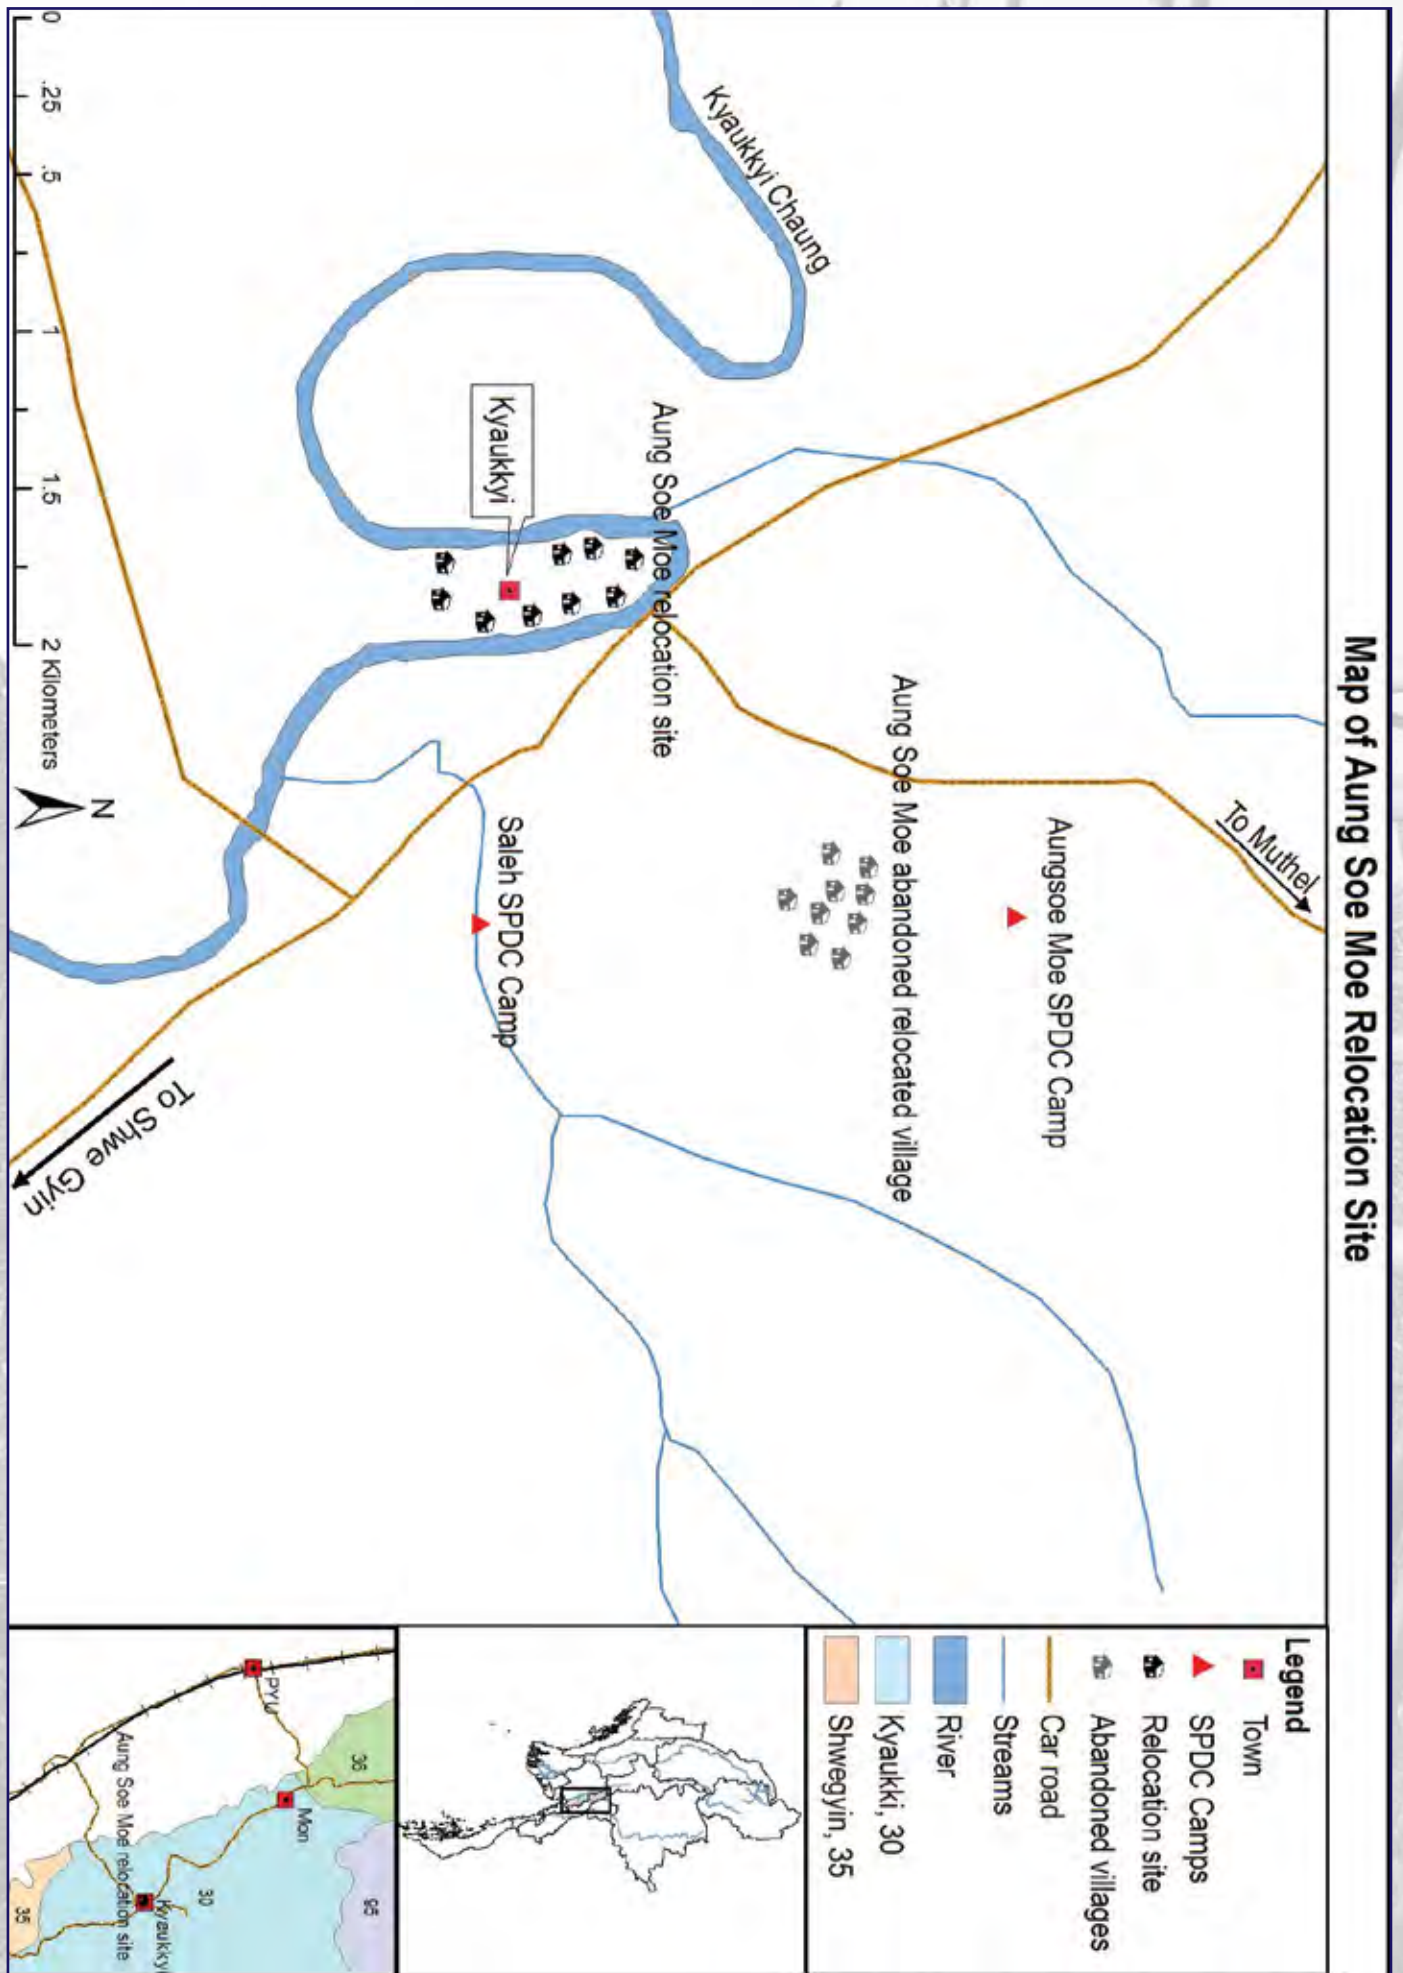 Map of Aung Soe Moe Relocation Site
To Muthel
Aungsoe Moe SPDC Camp
Aung Soe Moe abandoned relocated village
Kyaukkyi Chaung
Aung Soe Moe relocation site
Kyaukkyi
Saleh SPDC Camp
To Shwe Gyin
N
0 .25 .5 1 1.5 2 Kilometers
Legend
Town
SPDC Camps
Relocation site
Abandoned villages
Car road
Streams
River
Kyaukki, 30
Shwegyin, 35
36
95
Mon
PYU
30
Kyaukkyi
Aung Soe Moe relocation site
35